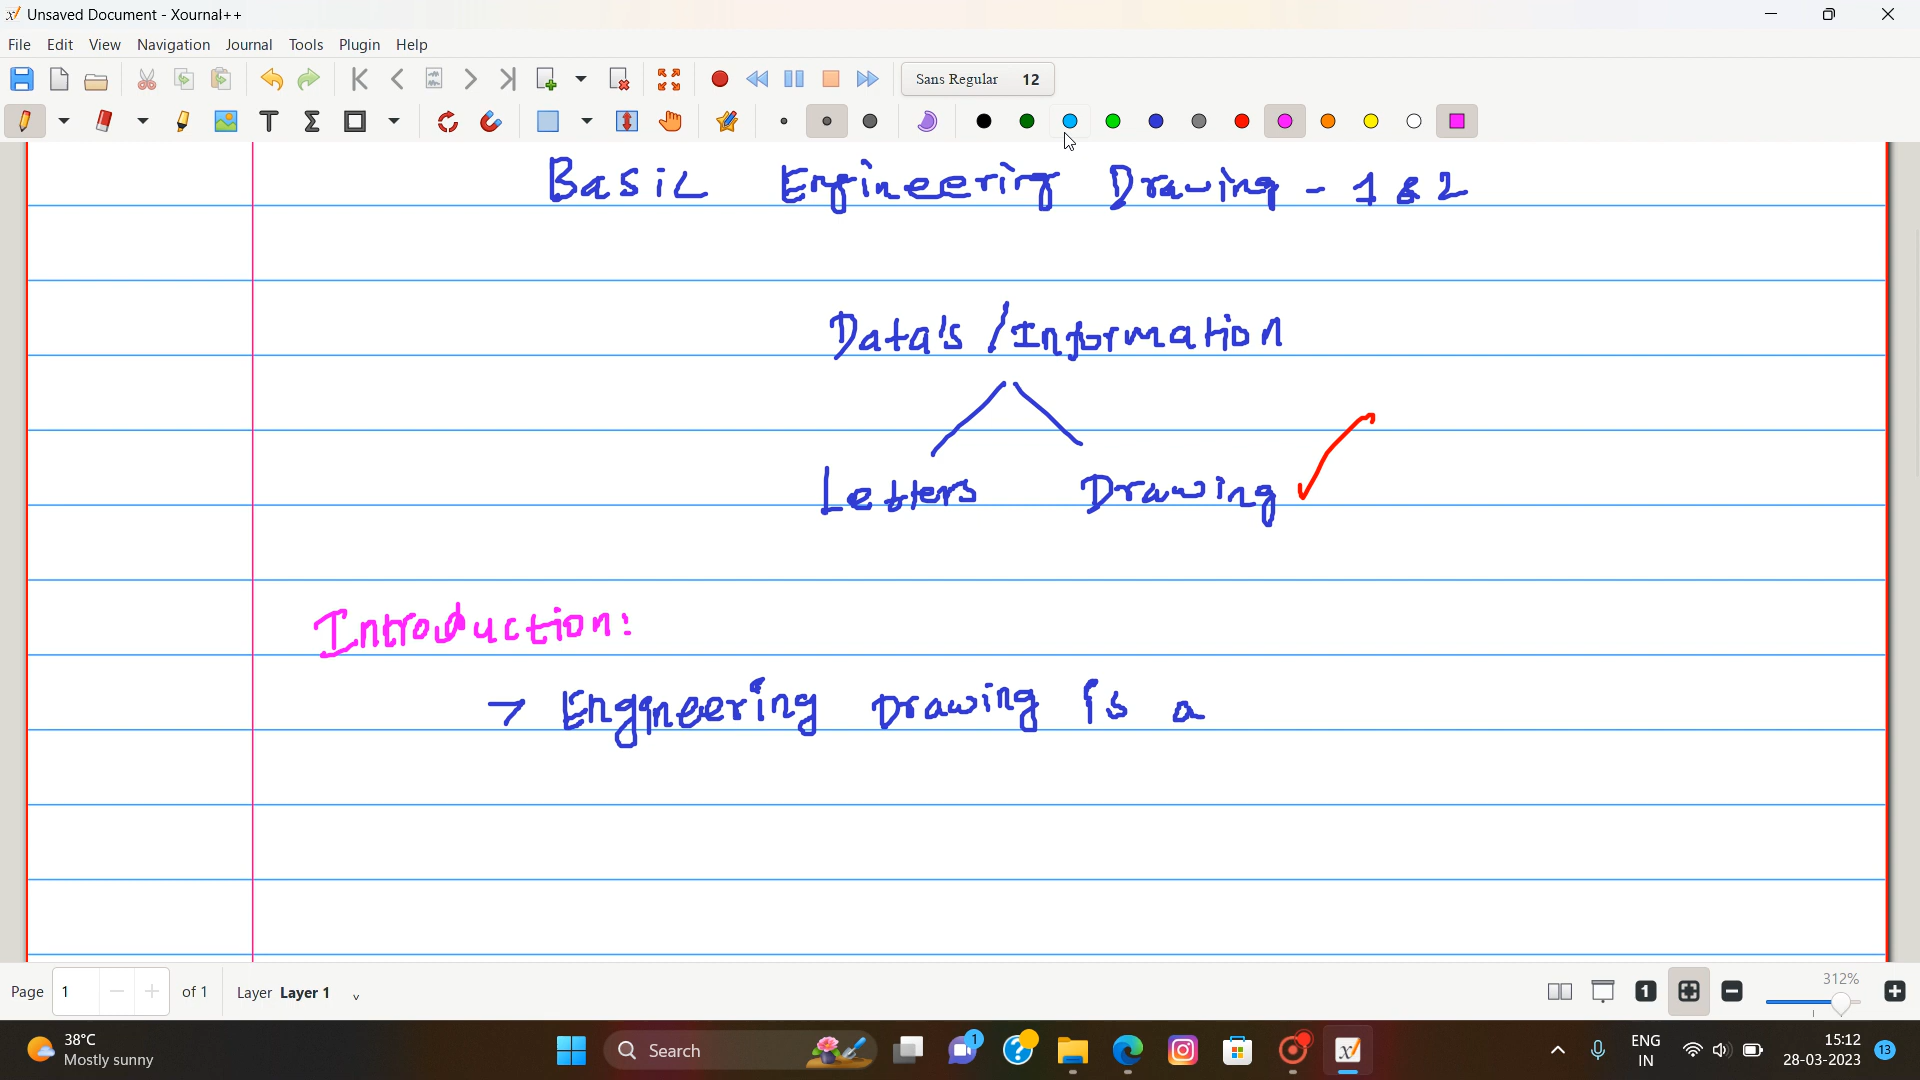 Unsaved Document - Xournal++
File Edit View Navigation Journal Tools Plugin Help
Sans Regular 12
Basic Engineering Drawing - 1 & 2
Data's / Information
Letters Drawing
Introduction:
→ Engineering Drawing is a
Page 1 of 1 Layer Layer 1
312%
38°C
Mostly sunny
Search
ENG
IN
15:12
28-03-2023
13